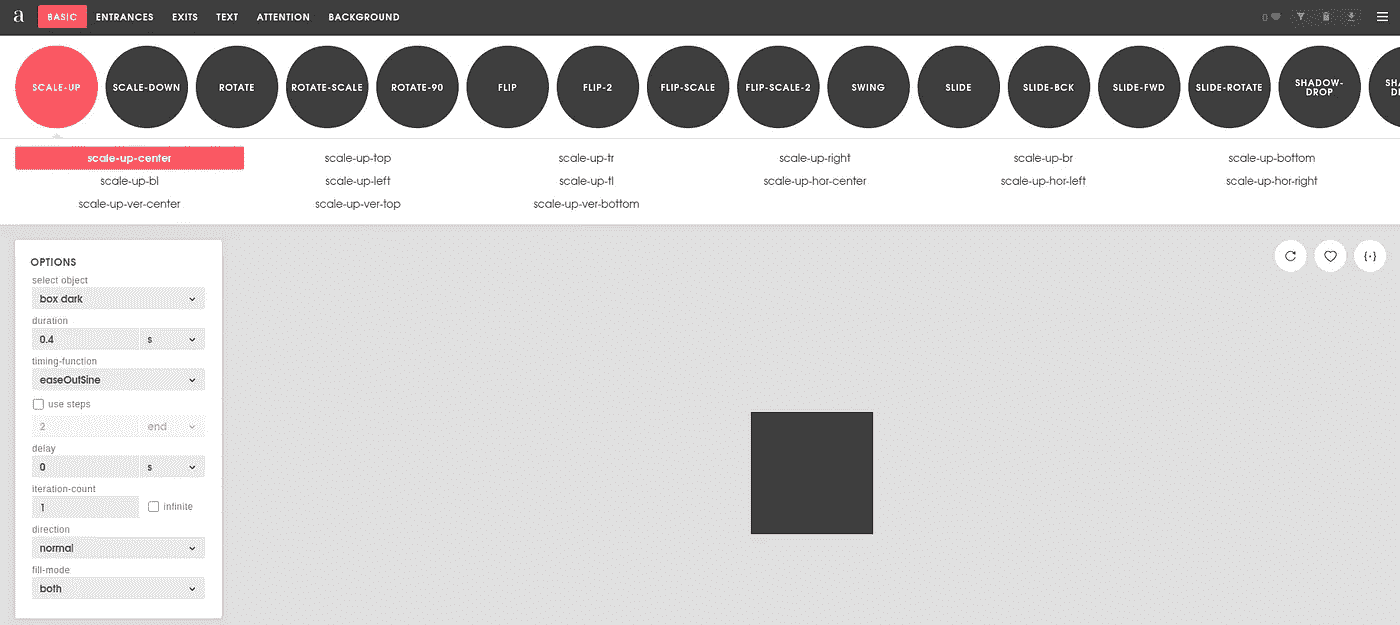 a BASIC ENTRANCES EXITS TEXT ATTENTION BACKGROUND 0
SCALE-UP SCALE-DOWN ROTATE ROTATE-SCALE ROTATE-90 FLIP FLIP-2 FLIP-SCALE FLIP-SCALE-2 SWING SLIDE SLIDE-BCK SLIDE-FWD SLIDE-ROTATE SHADOW-
DROP
scale-up-center scale-up-top scale-up-tr scale-up-right scale-up-br scale-up-bottom
scale-up-bl scale-up-left scale-up-tl scale-up-hor-center scale-up-hor-left scale-up-hor-right
scale-up-ver-center scale-up-ver-top scale-up-ver-bottom
OPTIONS
select object
box dark
duration
0.4 s
timing-function
easeOutSine
use steps
2 end
delay
0 s
iteration-count
1 infinite
direction
normal
fill-mode
both